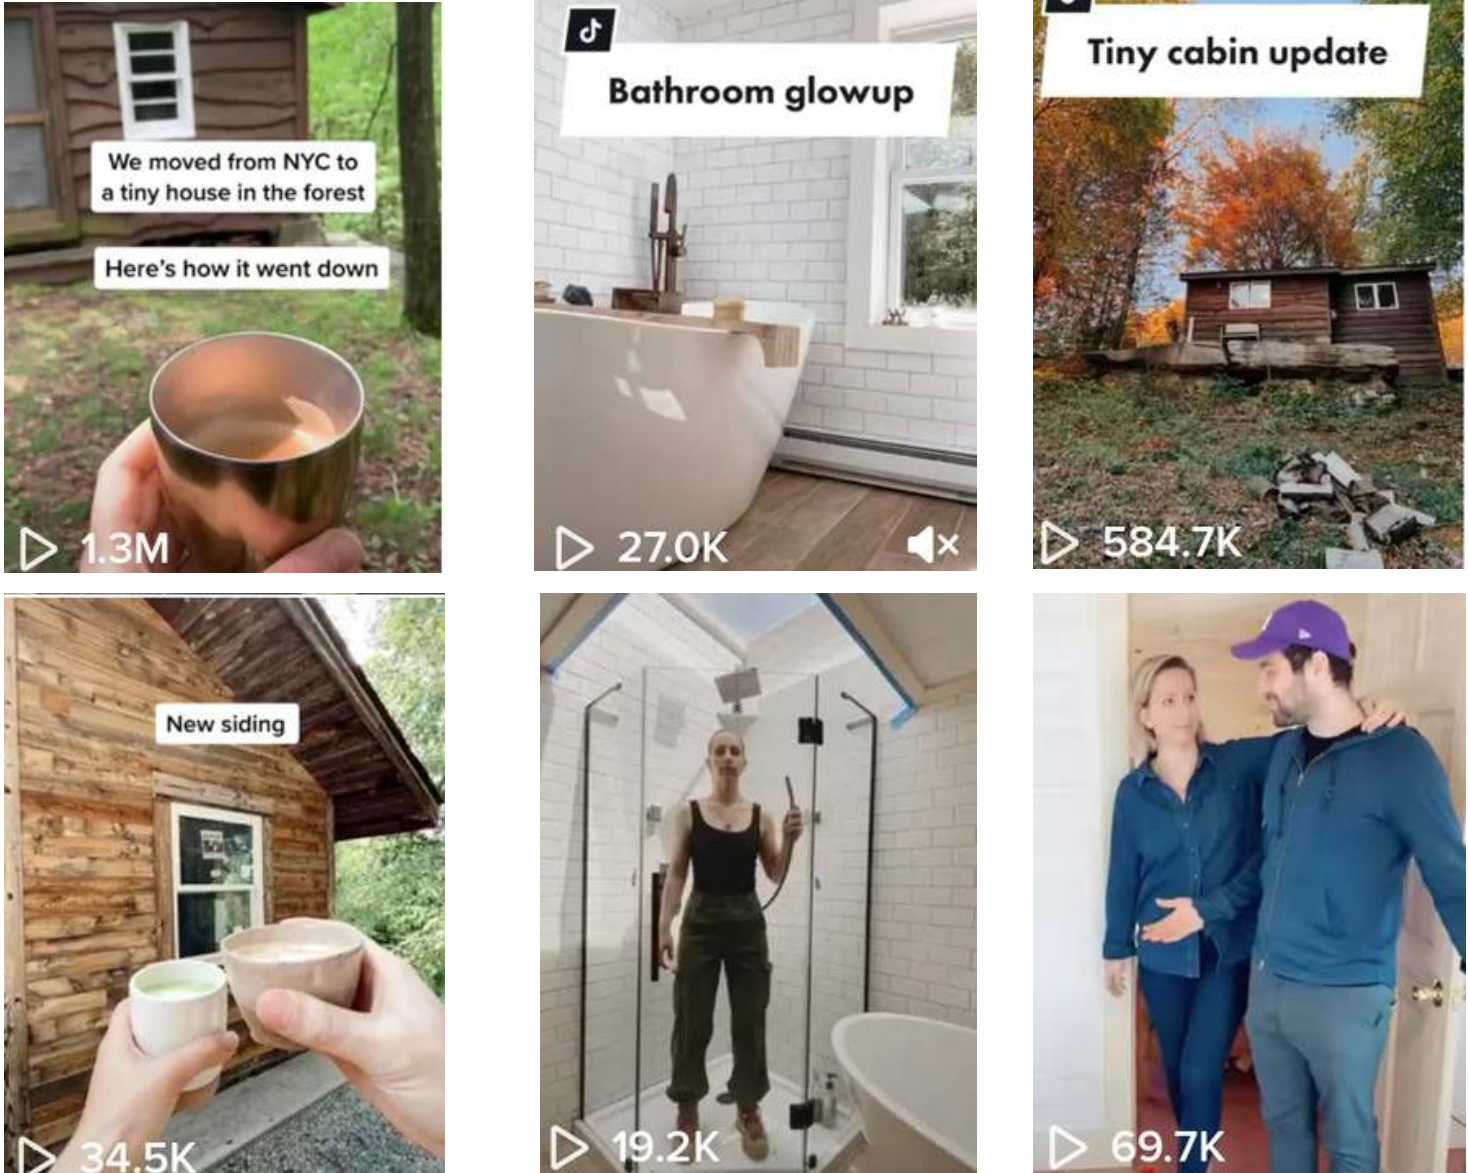 We moved from NYC to
a tiny house in the forest
Here's how it went down
1.3M
Bathroom glowup
27.0K
Tiny cabin update
584.7K
New siding
34.5K
19.2K
69.7K